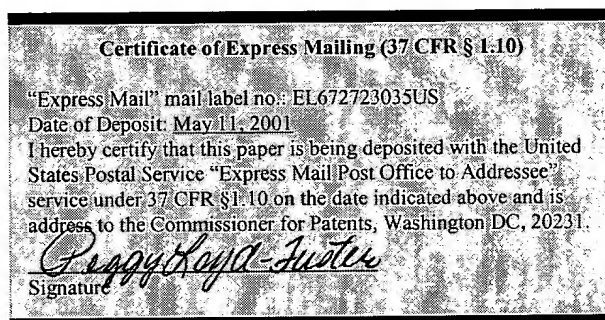 Certificate of Express Mailing (37 CFR § 1.10)
“Express Mail” mail label no.: EL672723035US
Date of Deposit: May 11, 2001
I hereby certify that this paper is being deposited with the United
States Postal Service “Express Mail Post Office to Addressee”
service under 37 CFR §1.10 on the date indicated above and is
address to the Commissioner for Patents, Washington DC, 20231.
Peggy
Signature